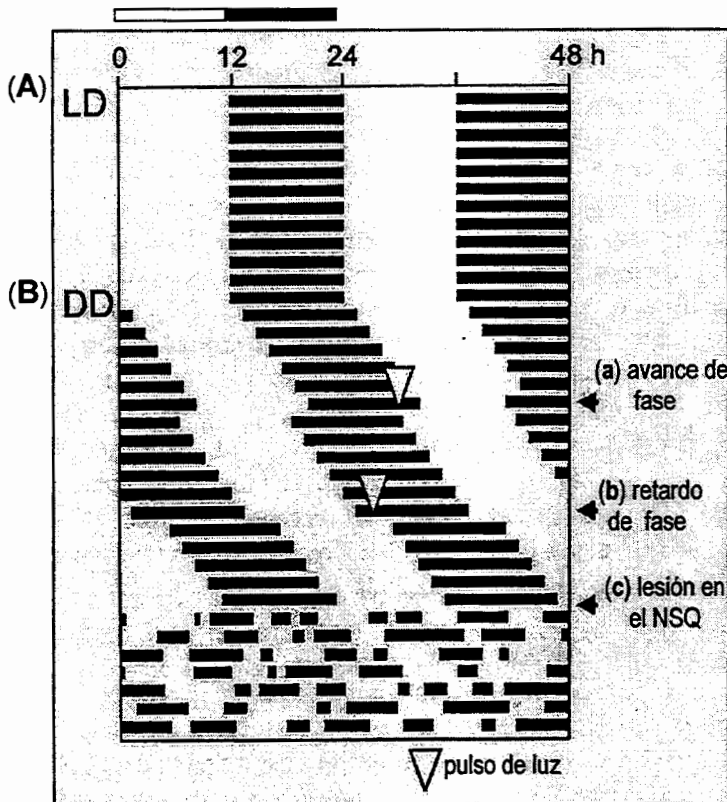 0 12 24 48 h
(A) LD
(B) DD
(a) avance de
fase
(b) retardo
de fase
(c) lesión en
el NSQ
pulso de luz